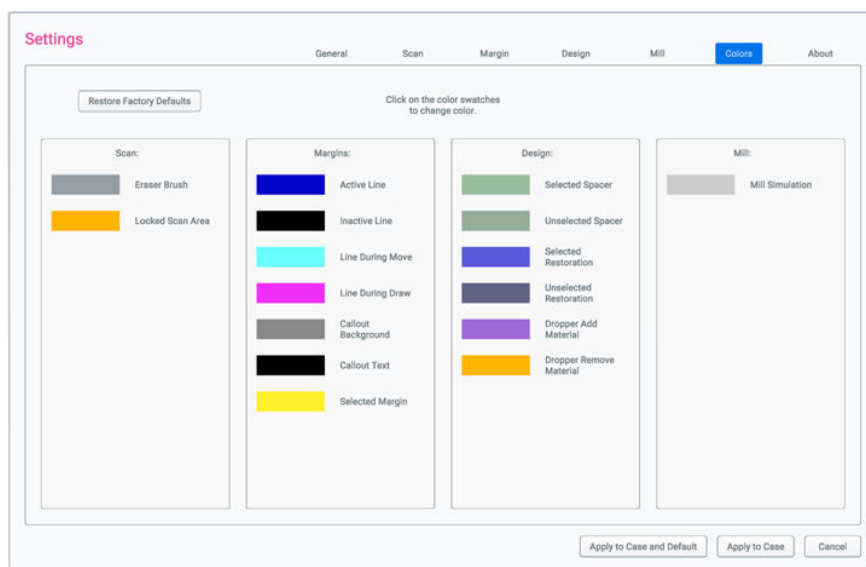 Settings
General
Scan
Margin
Design
Mill
Colors
About
Restore Factory Defaults
Click on the color swatches
to change color.
Scan:
Eraser Brush
Locked Scan Area
Margins:
Active Line
Inactive Line
Line During Move
Line During Draw
Callout
Background
Callout Text
Selected Margin
Design:
Selected Spacer
Unselected Spacer
Selected
Restoration
Unselected
Restoration
Dropper Add
Material
Dropper Remove
Material
Mill:
Mill Simulation
Apply to Case and Default
Apply to Case
Cancel